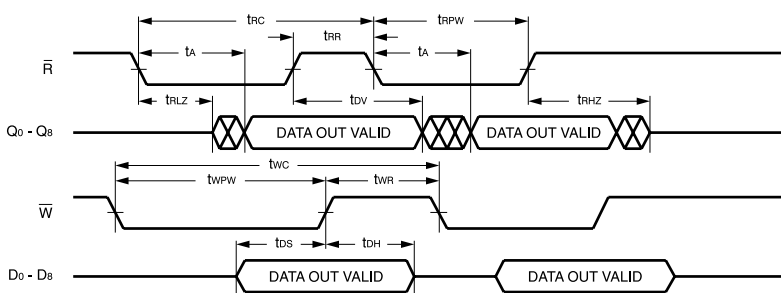 tRC tRPW
tRR
tA tA
R
tRLZ tDV tRHZ
Q0 - Q8 DATA OUT VALID DATA OUT VALID
tWC
tWPW tWR
W
tDS tDH
D0 - D8 DATA OUT VALID DATA OUT VALID